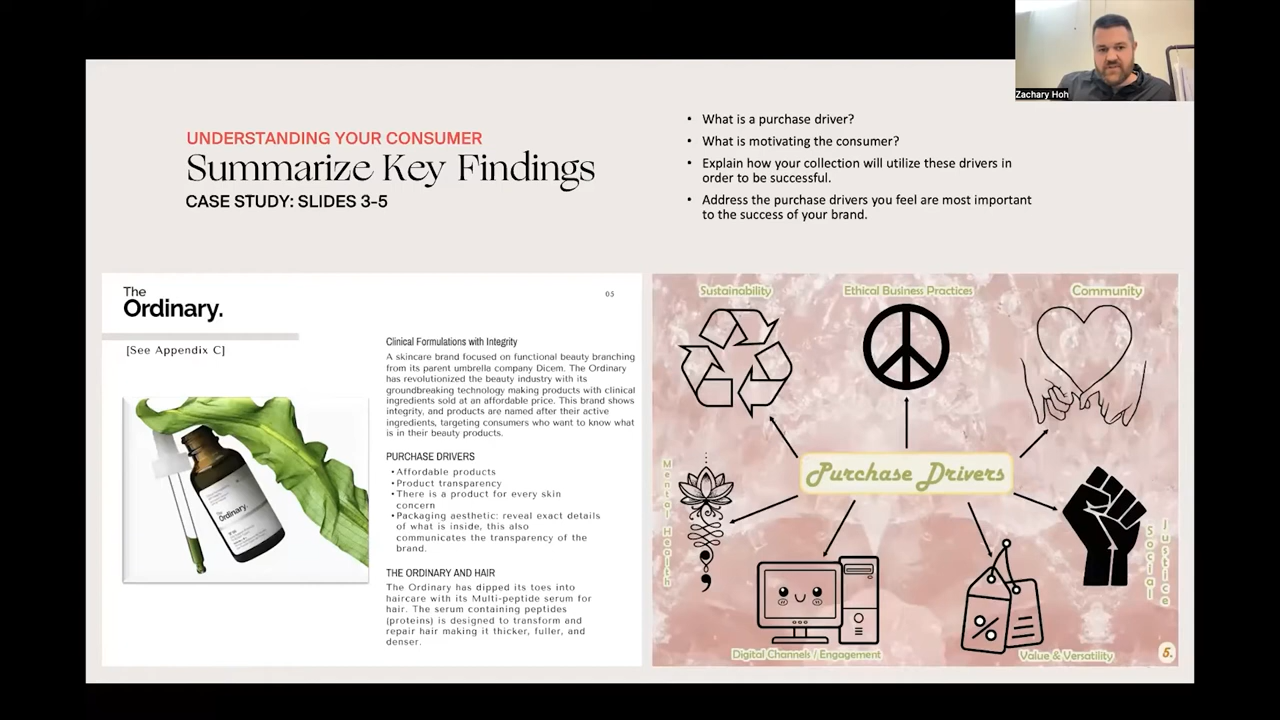 Zachary Hoh
UNDERSTANDING YOUR CONSUMER
Summarize Key Findings
CASE STUDY: SLIDES 3-5
• What is a purchase driver?
• What is motivating the consumer?
• Explain how your collection will utilize these drivers in
order to be successful.
• Address the purchase drivers you feel are most important
to the success of your brand.
The
Ordinary.
05
[See Appendix C]
The
Ordinary.
Clinical Formulations with Integrity
A skincare brand focused on functional beauty branching
from its parent umbrella company Dicem. The Ordinary
has revolutionized the beauty industry with its
groundbreaking technology making products with clinical
ingredients sold at an affordable price. This brand shows
integrity, and products are named after their active
ingredients, targeting consumers who want to know what
is in their beauty products.
PURCHASE DRIVERS
• Affordable products
• Product transparency
• There is a product for every skin
concern
• Packaging aesthetic: reveal exact details
of what is inside, this also
communicates the transparency of the
brand.
THE ORDINARY AND HAIR
The Ordinary has dipped its toes into
haircare with its Multi-peptide serum for
hair. The serum containing peptides
(proteins) is designed to transform and
repair hair making it thicker, fuller, and
denser.
Sustainability
Ethical Business Practices
Community
Purchase Drivers
Mental Health
Social
Justice
%
Digital Channels / Engagement
Value & Versatility
5.